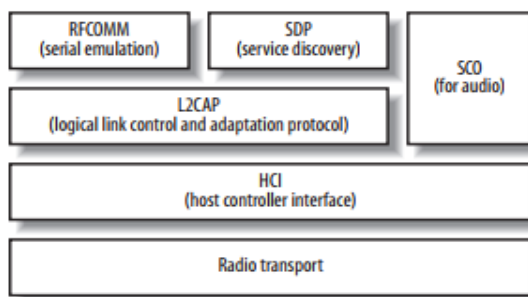 RFCOMM
(serial emulation)
SDP
(service discovery)
SCO
(for audio)
L2CAP
(logical link control and adaptation protocol)
HCI
(host controller interface)
Radio transport